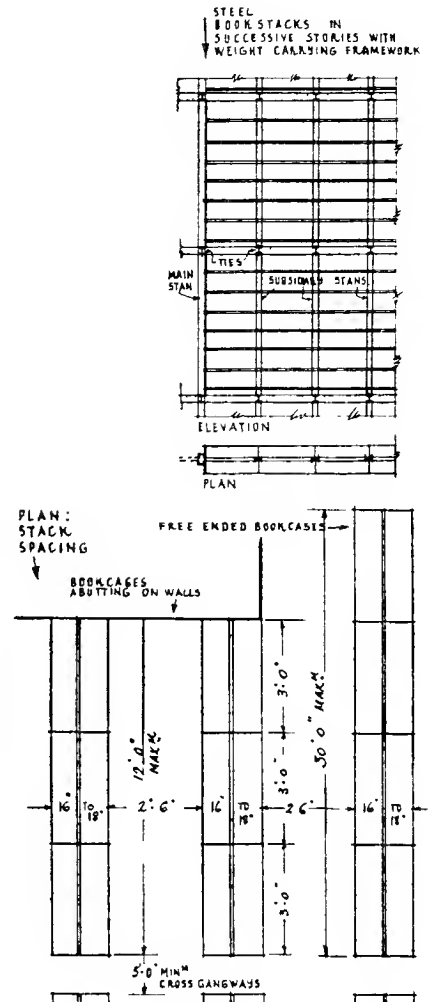 STEEL
BOOKSTACKS IN
SUCCESSIVE STORIES WITH
WEIGHT CARRYING FRAMEWORK
TIES
MAIN
STAN
SUBSIDIARY STANS
ELEVATION
PLAN
PLAN:
STACK
SPACING
FREE ENDED BOOKCASES
BOOKCASES
ABUTTING ON WALLS
12'·0"
MAXM
3'·0"
30'·0" MAXM
3'·0"
16" TO
18"
2'·6"
16" TO
18"
2'6"
16" TO
18"
3'·0"
5'·0" MINM
CROSS GANGWAYS